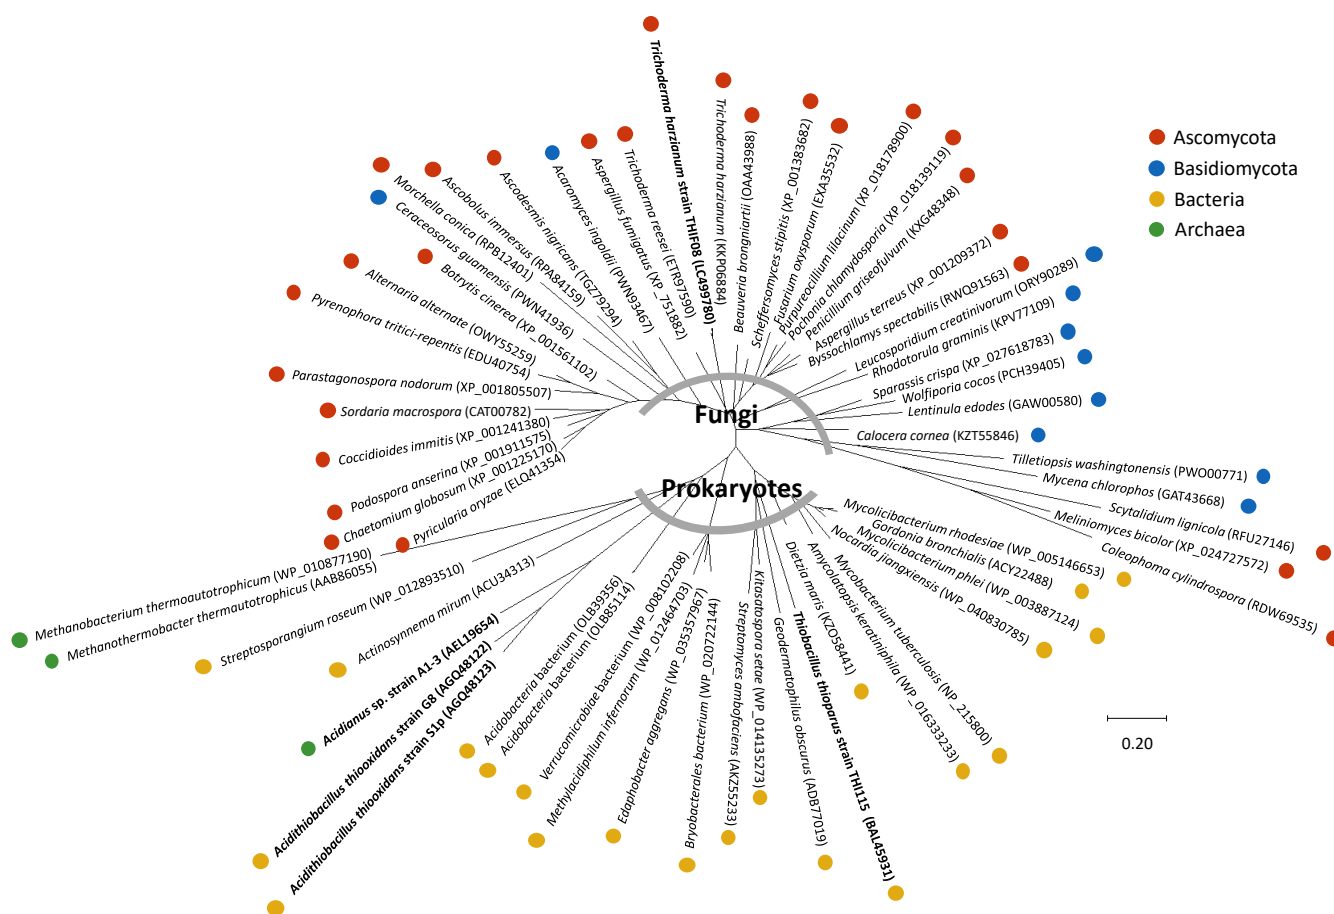 Trichoderma harzianum strain THIF08 (LC499780)
Trichoderma harzianum (KKP06884)
Beauveria brongniartii (OAA43988)
Scheffersomyces stipitis (XP_001383682)
Fusarium oxysporum (EXA35532)
Purpureocillium lilacinum (XP_018178900)
Pochonia chlamydosporia (XP_018139119)
Penicillium griseofulvum (KXG48348)
Aspergillus terreus (XP_001209372)
Byssochlamys spectabilis (RWQ91563)
Leucosporidium creatinivorum (ORY90289)
Rhodotorula graminis (KPV77109)
Sparassis crispa (XP_027618783)
Wolfiporia cocos (PCH39405)
Lentinula edodes (GAW00580)
Calocera cornea (KZT55846)
Tilletiopsis washingtonensis (PWO00771)
Mycena chlorophos (GAT43668)
Scytalidium lignicola (RFU27146)
Meliniomyces bicolor (XP_024727572)
Coleophoma cylindrospora (RDW69535)
Trichoderma reesei (ETR97590)
Aspergillus fumigatus (XP_751882)
Acaromyces ingoldii (PWN93467)
Ascodesmis nigricans (TGZ79294)
Ascobolus immersus (RPA84159)
Morchella conica (RPB12401)
Ceraceosorus guamensis (PWN41936)
Botrytis cinerea (XP_001561102)
Alternaria alternate (OWY55259)
Pyrenophora tritici-repentis (EDU40754)
Parastagonospora nodorum (XP_001805507)
Sordaria macrospora (CAT00782)
Coccidioides immitis (XP_001241380)
Podospora anserina (XP_001911575)
Chaetomium globosum (XP_001225170)
Pyricularia oryzae (ELQ41354)
Fungi
Prokaryotes
Methanobacterium thermoautotrophicum (WP_010877190)
Methanothermobacter thermautotrophicus (AAB86055)
Streptosporangium roseum (WP_012893510)
Actinosynnema mirum (ACU34313)
Acidianus sp. strain A1-3 (AEL19654)
Acidithiobacillus thiooxidans strain G8 (AGQ48122)
Acidithiobacillus thiooxidans strain S1p (AGQ48123)
Acidobacteria bacterium (OLB39356)
Acidobacteria bacterium (OLB85114)
Verrucomicrobiae bacterium (WP_008102208)
Methylacidiphilum infernorum (WP_012464703)
Edaphobacter aggregans (WP_035357967)
Bryobacterales bacterium (WP_020722144)
Streptomyces ambofaciens (AKZ55233)
Kitasatospora setae (WP_014135273)
Geodermatophilus obscurus (ADB77019)
Thiobacillus thioparus strain THI115 (BAL45931)
Dietzia maris (KZO58441)
Amycolatopsis keratiniphila (WP_016333233)
Mycobacterium tuberculosis (NP_215800)
Nocardia jiangxiensis (WP_040830785)
Mycolicibacterium phlei (WP_003887124)
Gordonia bronchialis (ACY22488)
Mycolicibacterium rhodesiae (WP_005146653)
Ascomycota
Basidiomycota
Bacteria
Archaea
0.20